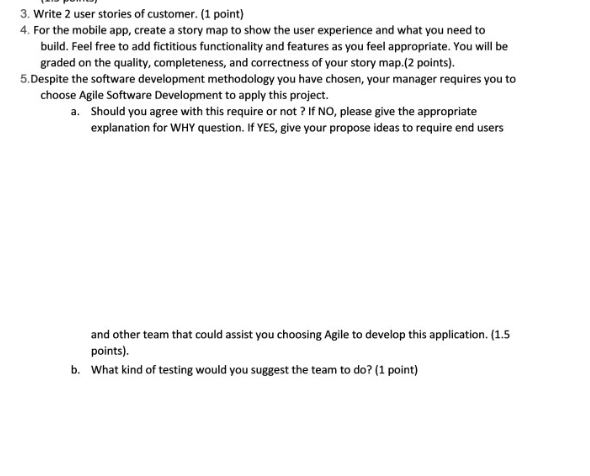 3. Write 2 user stories of customer. (1 point)
4. For the mobile app, create a story map to show the user experience and what you need to
build. Feel free to add fictitious functionality and features as you feel appropriate. You will be
graded on the quality, completeness, and correctness of your story map.(2 points).
5.Despite the software development methodology you have chosen, your manager requires you to
choose Agile Software Development to apply this project.
a. Should you agree with this require or not ? If NO, please give the appropriate
explanation for WHY question. If YES, give your propose ideas to require end users
and other team that could assist you choosing Agile to develop this application. (1.5
points).
b. What kind of testing would you suggest the team to do? (1 point)